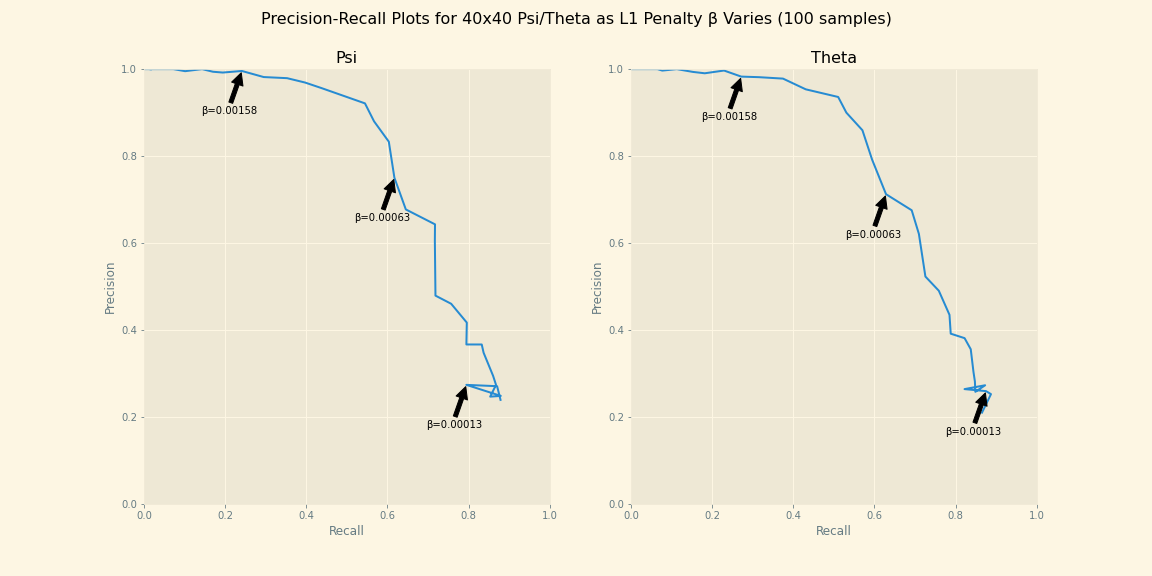 Precision-Recall Plots for 40x40 Psi/Theta as L1 Penalty β Varies (100 samples)
Psi
1.0
0.8
0.6
0.4
0.2
0.0
Precision
0.0 0.2 0.4 0.6 0.8 1.0
Recall
β=0.00158
β=0.00063
β=0.00013
Theta
1.0
0.8
0.6
0.4
0.2
0.0
Precision
0.0 0.2 0.4 0.6 0.8 1.0
Recall
β=0.00158
β=0.00063
β=0.00013